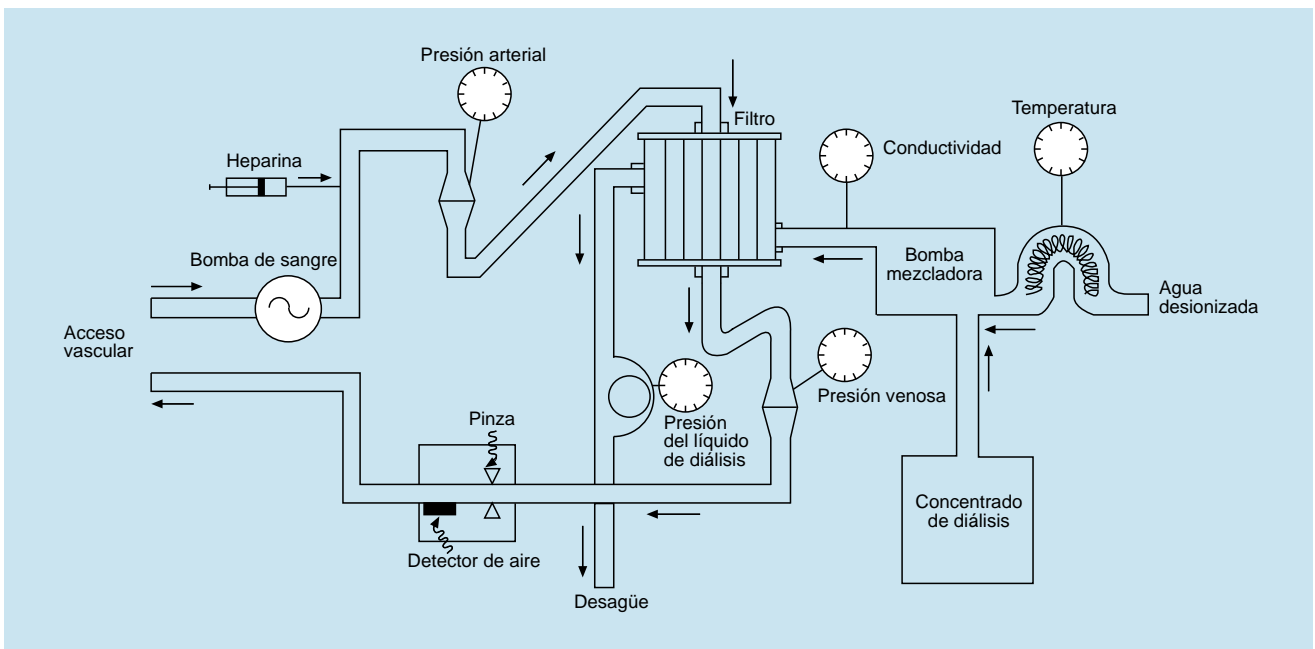 Presión arterial
Temperatura
Filtro
Conductividad
Heparina
Bomba de sangre
Bomba
mezcladora
Agua
desionizada
Acceso
vascular
Presión venosa
Pinza
Presión
del líquido
de diálisis
Concentrado
de diálisis
Detector de aire
Desagüe